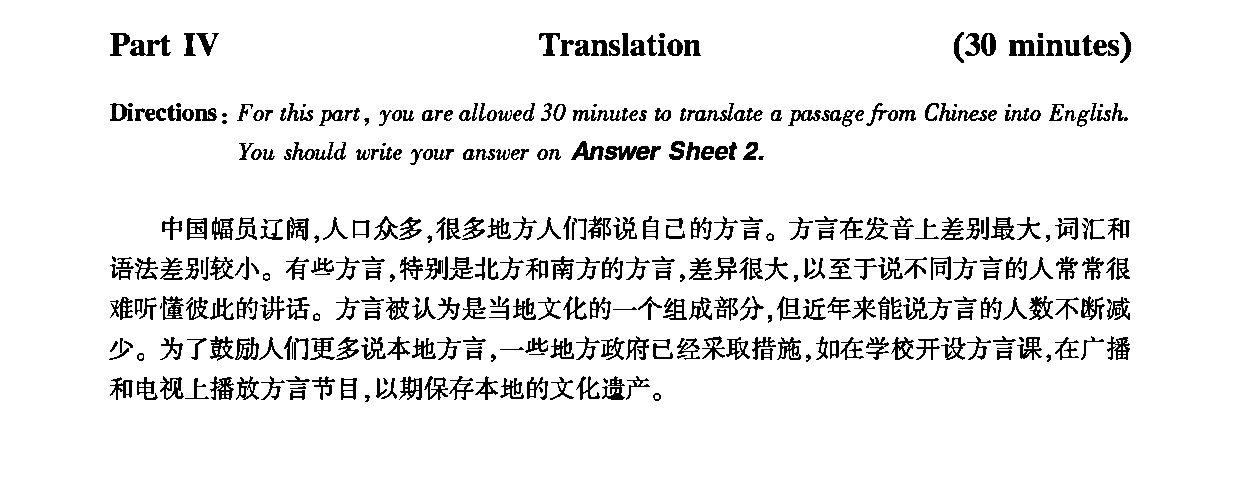 Part IV Translation (30 minutes)
Directions: For this part, you are allowed 30 minutes to translate a passage from Chinese into English.
You should write your answer on Answer Sheet 2.
中国幅员辽阔,人口众多,很多地方人们都说自己的方言。方言在发音上差别最大,词汇和
语法差别较小。有些方言,特别是北方和南方的方言,差异很大,以至于说不同方言的人常常很
难听懂彼此的讲话。方言被认为是当地文化的一个组成部分,但近年来能说方言的人数不断减
少。为了鼓励人们更多说本地方言,一些地方政府已经采取措施,如在学校开设方言课,在广播
和电视上播放方言节目,以期保存本地的文化遗产。